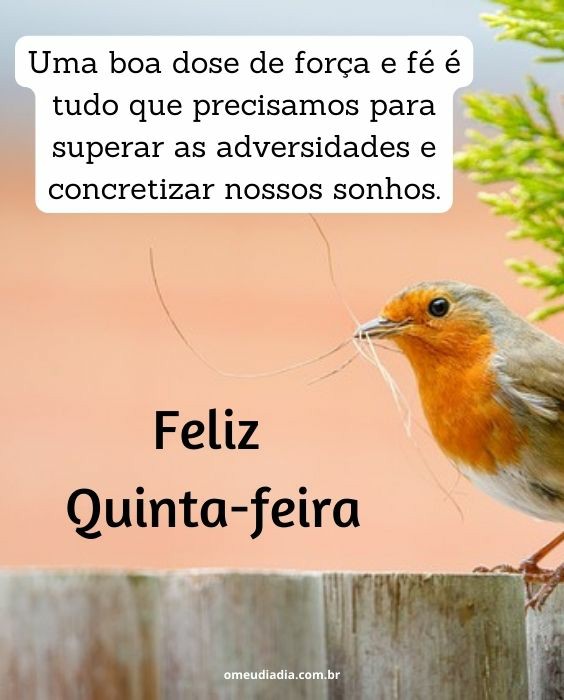 Uma boa dose de força e fé é
tudo que precisamos para
superar as adversidades e
concretizar nossos sonhos.
Feliz
Quinta-feira
omeudiadia.com.br